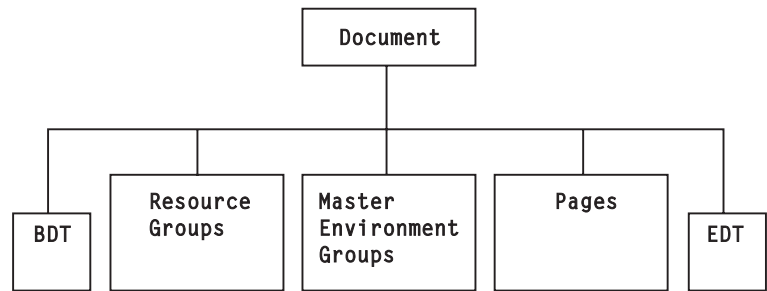 Document
BDT
Resource
Groups
Master
Environment
Groups
Pages
EDT